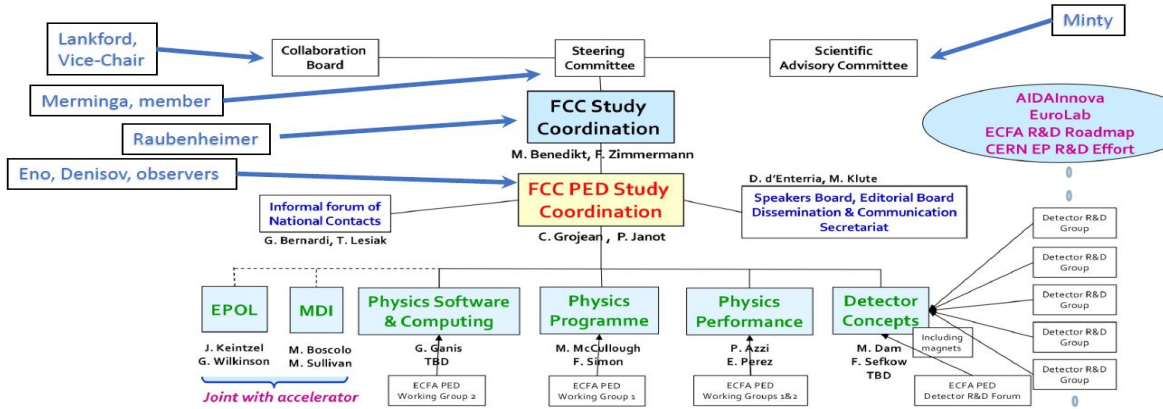 Minty
Lankford,
Vice-Chair
Collaboration
Board
Steering
Committee
Scientific
Advisory Committee
Merminga, member
FCC Study
Coordination
AIDAInnova
EuroLab
ECFA R&D Roadmap
CERN EP R&D Effort
Raubenheimer
M. Benedikt, F. Zimmermann
Eno, Denisov, observers
FCC PED Study
Coordination
D. d'Enterria, M. Klute
Speakers Board, Editorial Board
Dissemination & Communication
Secretariat
Informal forum of
National Contacts
G. Bernardi, T. Lesiak
C. Grojean , P. Janot
Detector R&D
Group
Detector R&D
Group
Detector R&D
Group
Detector R&D
Group
Detector R&D
Group
EPOL
J. Keintzel
G. Wilkinson
MDI
M. Boscolo
M. Sullivan
Joint with accelerator
Physics Software
& Computing
G. Ganis
TBD
ECFA PED
Working Group 2
Physics
Programme
M. McCullough
F. Simon
ECFA PED
Working Group 1
Physics
Performance
P. Azzi
E. Perez
ECFA PED
Working Groups 1&2
Detector
Concepts
Including
magnets
M. Dam
F. Sefkow
TBD
ECFA PED
Detector R&D Forum